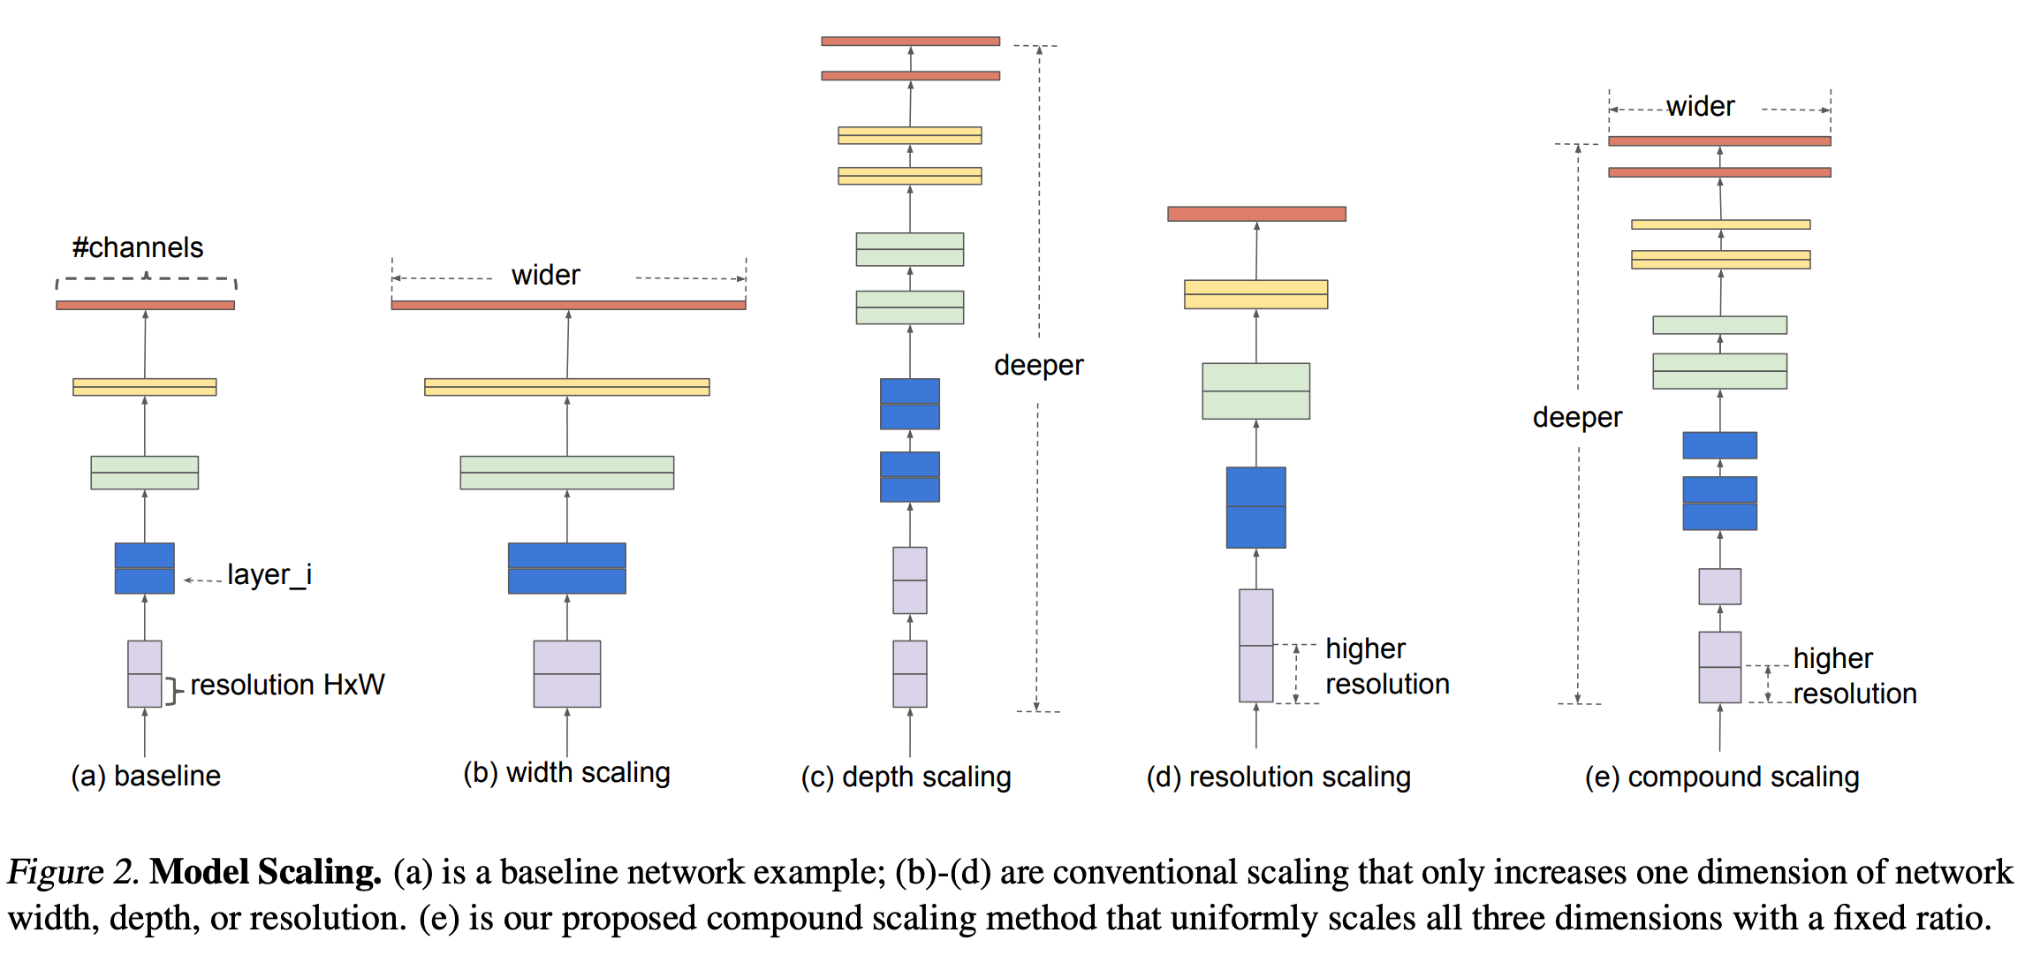 #channels
layer_i
resolution HxW
(a) baseline
wider
(b) width scaling
deeper
(c) depth scaling
higher
resolution
(d) resolution scaling
wider
deeper
higher
resolution
(e) compound scaling
Figure 2. Model Scaling. (a) is a baseline network example; (b)-(d) are conventional scaling that only increases one dimension of network
width, depth, or resolution. (e) is our proposed compound scaling method that uniformly scales all three dimensions with a fixed ratio.